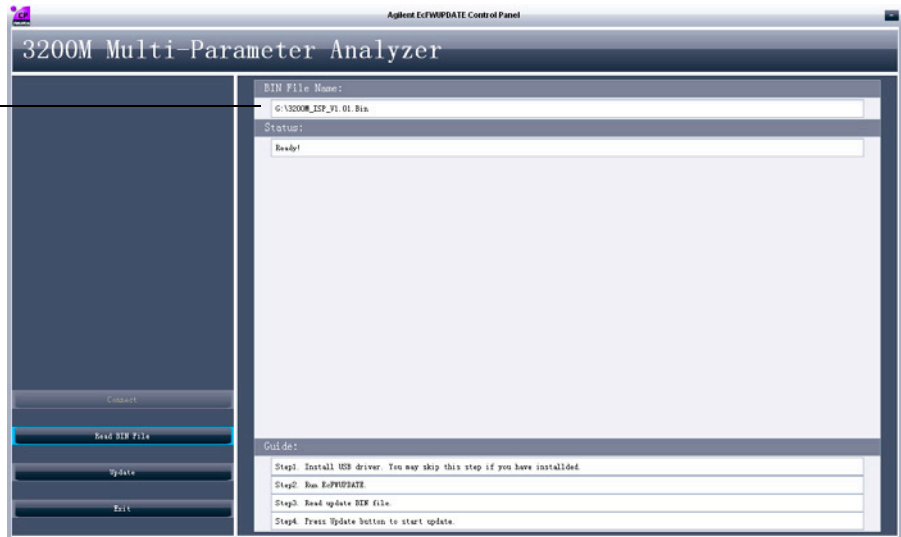 CP
Agilent EcFWUPDATE Control Panel
3200M Multi-Parameter Analyzer
BIN File Name:
G:\3200M_ISP_V1.01.Bin
Status:
Ready!
Connect
Read BIN File
Update
Exit
Guide:
Step1. Install USB driver. You may skip this step if you have installded.
Step2. Run EcFWUPDATE.
Step3. Read update BIN file.
Step4. Press Update button to start update.